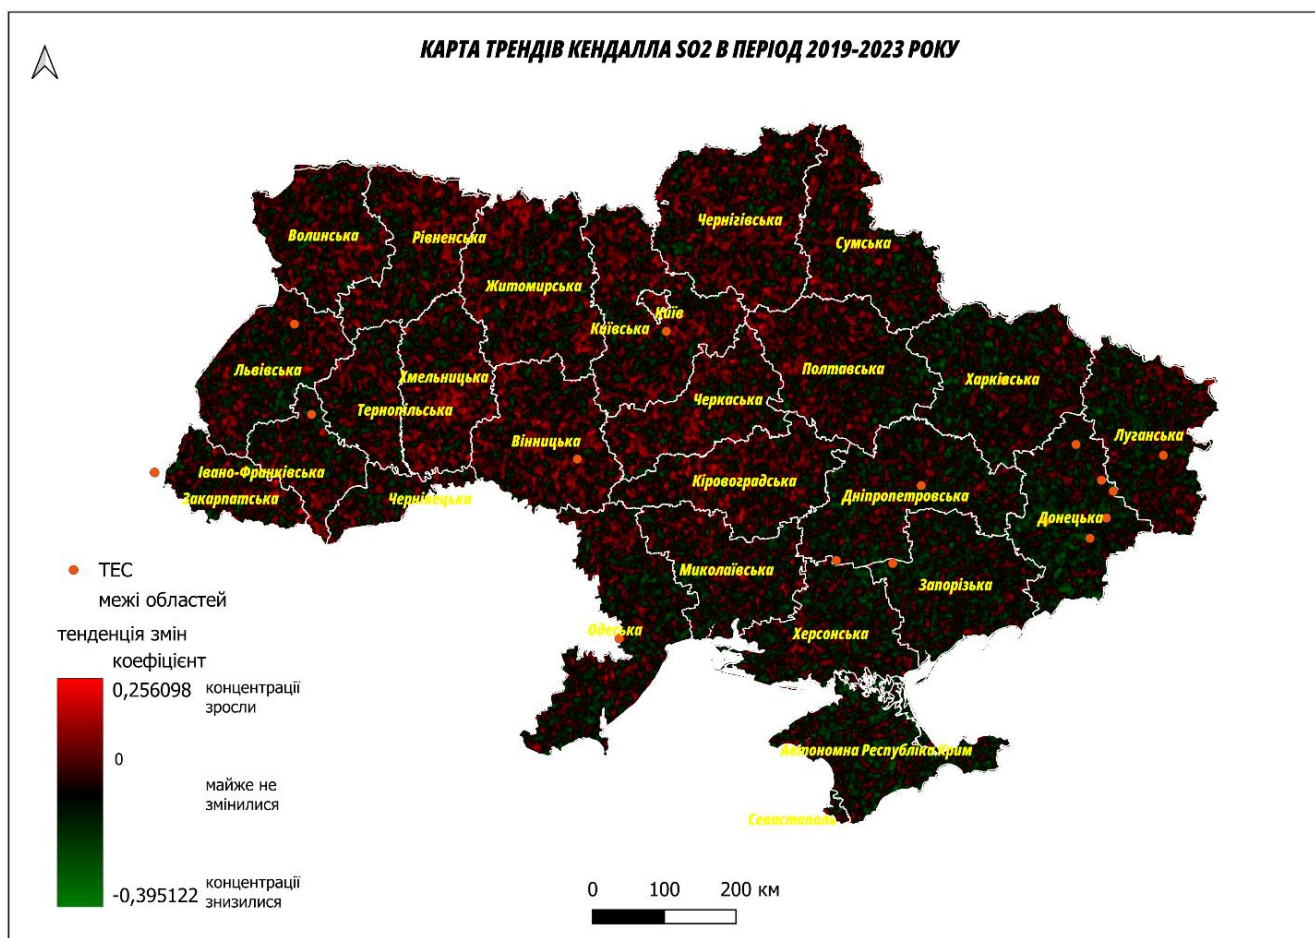 КАРТА ТРЕНДІВ КЕНДАЛЛА SO2 В ПЕРІОД 2019-2023 РОКУ
Чернігівська
Волинська
Рівненська
Сумська
Житомирська
Київ
Київська
Львівська
Хмельницька
Полтавська
Харківська
Черкаська
Тернопільська
Вінницька
Луганська
Івано-Франківська
Кіровоградська
Закарпатська
Чернівецька
Дніпропетровська
Донецька
Миколаївська
Запорізька
Одеська
Херсонська
Автономна Республіка Крим
Севастополь
ТЕС
межі областей
тенденція змін
коефіцієнт
0,256098
концентрації
зросли
0
майже не
змінилися
-0,395122
концентрації
знизилися
0 100 200 км